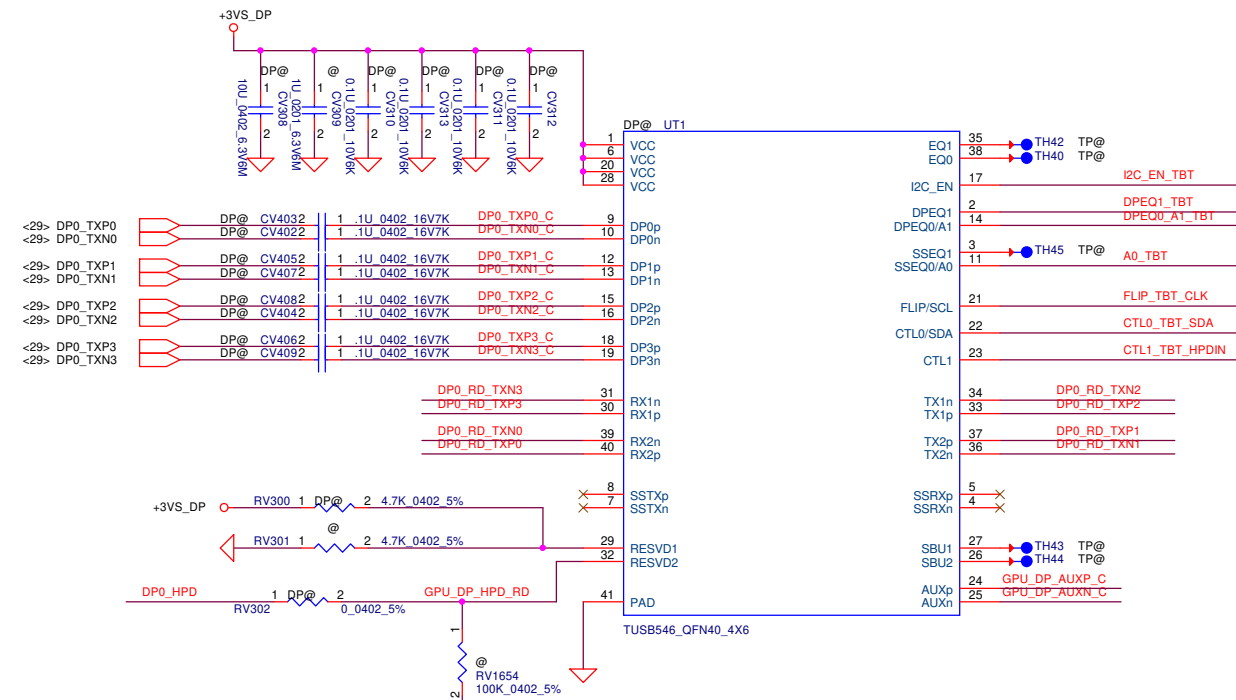 +3VS_DP
DP@ @ DP@ DP@ DP@ DP@
1 1 1 1 1 1
2 2 2 2 2 2
10U_0402_6.3V6M
CV308
1U_0201_6.3V6M
CV309
0.1U_0201_10V6K
CV310
0.1U_0201_10V6K
CV313
0.1U_0201_10V6K
CV311
0.1U_0201_10V6K
CV312
DP@ UT1
1 VCC
6 VCC
20 VCC
28 VCC
<29> DP0_TXP0 DP@ CV403 2 1 .1U_0402_16V7K DP0_TXP0_C 9 DP0p
<29> DP0_TXN0 DP@ CV402 2 1 .1U_0402_16V7K DP0_TXN0_C 10 DP0n
<29> DP0_TXP1 DP@ CV405 2 1 .1U_0402_16V7K DP0_TXP1_C 12 DP1p
<29> DP0_TXN1 DP@ CV407 2 1 .1U_0402_16V7K DP0_TXN1_C 13 DP1n
<29> DP0_TXP2 DP@ CV408 2 1 .1U_0402_16V7K DP0_TXP2_C 15 DP2p
<29> DP0_TXN2 DP@ CV404 2 1 .1U_0402_16V7K DP0_TXN2_C 16 DP2n
<29> DP0_TXP3 DP@ CV406 2 1 .1U_0402_16V7K DP0_TXP3_C 18 DP3p
<29> DP0_TXN3 DP@ CV409 2 1 .1U_0402_16V7K DP0_TXN3_C 19 DP3n
DP0_RD_TXN3 31 RX1n
DP0_RD_TXP3 30 RX1p
DP0_RD_TXN0 39 RX2n
DP0_RD_TXP0 40 RX2p
8 SSTXp
7 SSTXn
+3VS_DP RV300 1 DP@ 2 4.7K_0402_5%
@
RV301 1 2 4.7K_0402_5%
29 RESVD1
32 RESVD2
DP0_HPD 1 DP@ 2 GPU_DP_HPD_RD
RV302 0_0402_5%
41 PAD
1
@
RV1654
100K_0402_5%
2
EQ1 35 TH42 TP@
EQ0 38 TH40 TP@
I2C_EN 17 I2C_EN_TBT
DPEQ1 2 DPEQ1_TBT
DPEQ0/A1 14 DPEQ0_A1_TBT
SSEQ1 3 TH45 TP@
SSEQ0/A0 11 A0_TBT
FLIP/SCL 21 FLIP_TBT_CLK
CTL0/SDA 22 CTL0_TBT_SDA
CTL1 23 CTL1_TBT_HPDIN
TX1n 34 DP0_RD_TXN2
TX1p 33 DP0_RD_TXP2
TX2p 37 DP0_RD_TXP1
TX2n 36 DP0_RD_TXN1
SSRXp 5
SSRXn 4
SBU1 27 TH43 TP@
SBU2 26 TH44 TP@
AUXp 24 GPU_DP_AUXP_C
AUXn 25 GPU_DP_AUXN_C
TUSB546_QFN40_4X6